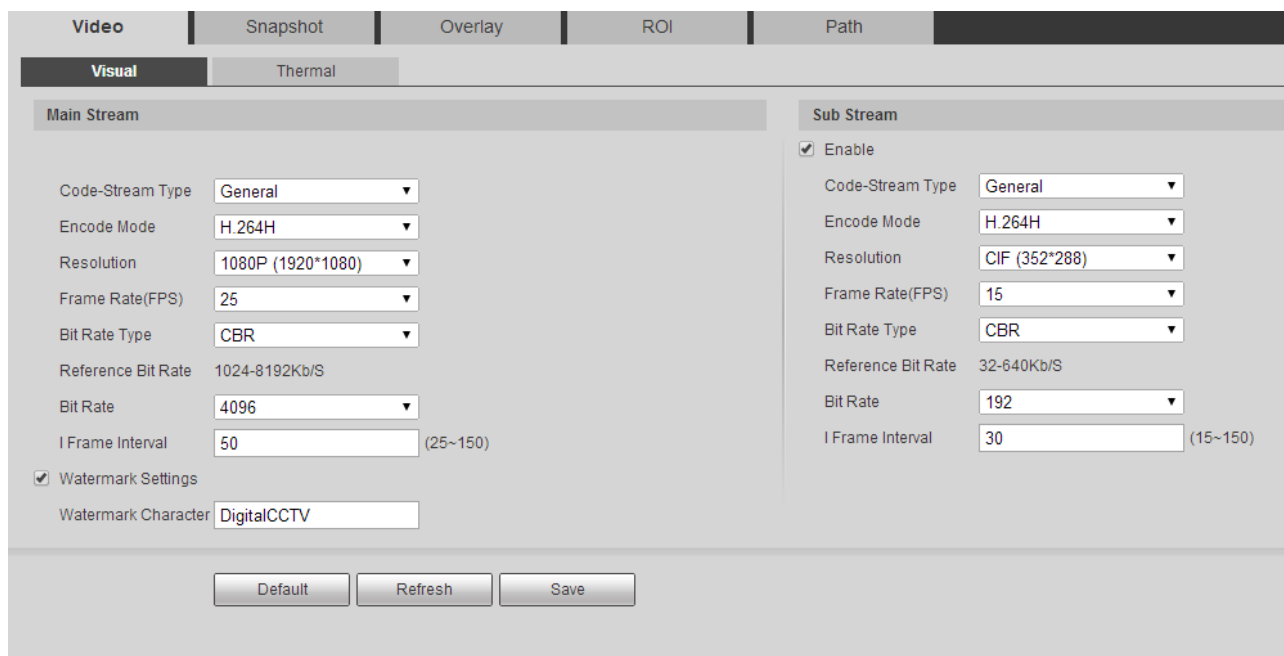 Video Snapshot Overlay ROI Path
Visual Thermal
Main Stream
Code-Stream Type General
Encode Mode H.264H
Resolution 1080P (1920*1080)
Frame Rate(FPS) 25
Bit Rate Type CBR
Reference Bit Rate 1024-8192Kb/S
Bit Rate 4096
I Frame Interval 50 (25~150)
Watermark Settings
Watermark Character DigitalCCTV
Sub Stream
Enable
Code-Stream Type General
Encode Mode H.264H
Resolution CIF (352*288)
Frame Rate(FPS) 15
Bit Rate Type CBR
Reference Bit Rate 32-640Kb/S
Bit Rate 192
I Frame Interval 30 (15~150)
Default Refresh Save